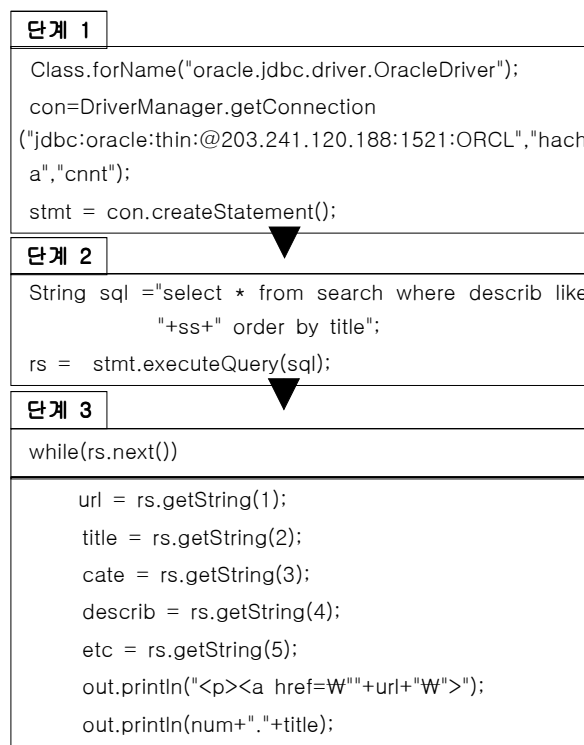 단계 1
Class.forName("oracle.jdbc.driver.OracleDriver");
con=DriverManager.getConnection
("jdbc:oracle:thin:@203.241.120.188:1521:ORCL","hach
a","cnnt");
stmt = con.createStatement();
단계 2
String sql ="select * from search where describ like
"+ss+" order by title";
rs = stmt.executeQuery(sql);
단계 3
while(rs.next())
url = rs.getString(1);
title = rs.getString(2);
cate = rs.getString(3);
describ = rs.getString(4);
etc = rs.getString(5);
out.println("<p><a href=₩""+url+"₩">");
out.println(num+"."+title);